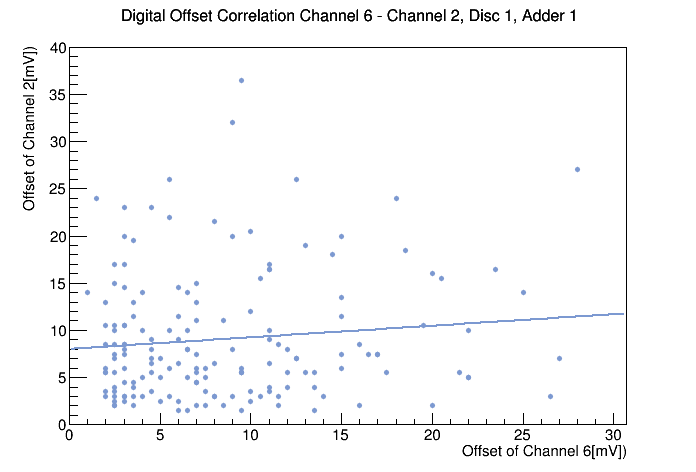 Digital Offset Correlation Channel 6 - Channel 2, Disc 1, Adder 1
Offset of Channel 2[mV])
40
35
30
25
20
15
10
5
0
0 5 10 15 20 25 30
Offset of Channel 6[mV])